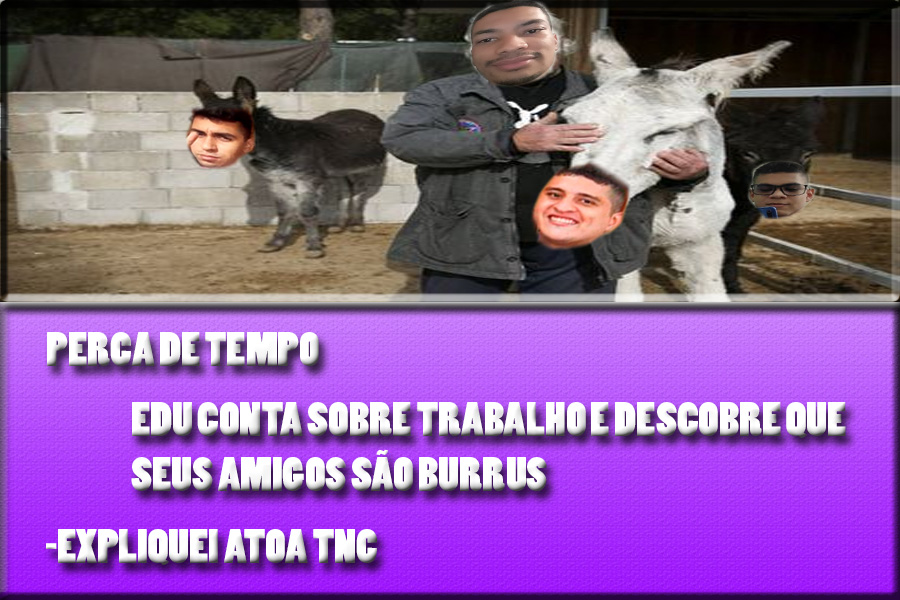 PERCA DE TEMPO
EDU CONTA SOBRE TRABALHO E DESCOBRE QUE
SEUS AMIGOS SÃO BURRUS
-EXPLIQUEI ATOA TNC